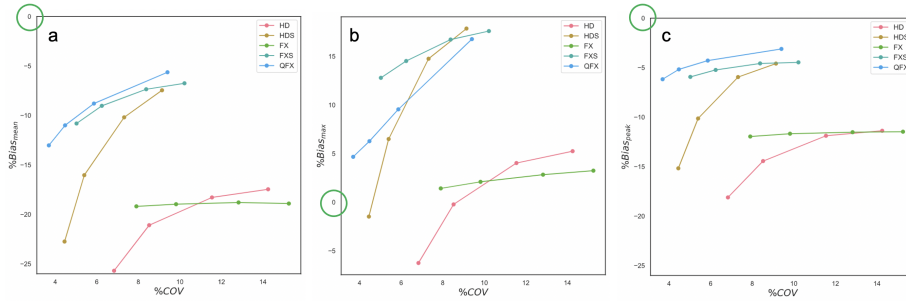 a
0
−5
−10
−15
−20
−25
%Bias_mean
4 6 8 10 12 14
%COV
HD
HDS
FX
FXS
QFX
b
15
10
5
0
−5
%Bias_max
4 6 8 10 12 14
%COV
HD
HDS
FX
FXS
QFX
c
0
−5
−10
−15
−20
−25
%Bias_peak
4 6 8 10 12 14
%COV
HD
HDS
FX
FXS
QFX